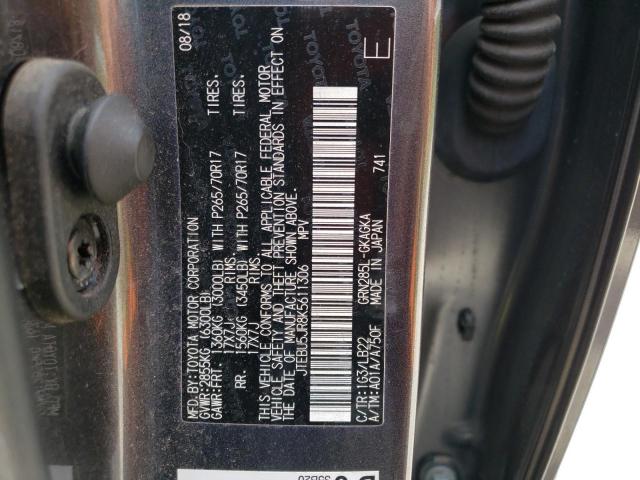 MFD.BY:TOYOTA MOTOR CORPORATION 08/18
GVWR:2855KG (6300LB)
GAWR:FRT. 1360KG (3000LB) WITH P265/70R17 TIRES.
17X7JJ RIMS.
RR. 1560KG (3450LB) WITH P265/70R17 TIRES.
17X7JJ RIMS.
THIS VEHICLE CONFORMS TO ALL APPLICABLE FEDERAL MOTOR
VEHICLE SAFETY AND THEFT PREVENTION STANDARDS IN EFFECT ON
THE DATE OF MANUFACTURE SHOWN ABOVE.
JTEBU5JR8K5611306 MPV
E
C/TR:1G3/LB22 GRN285L-GKAGKA 741
A/TM:A01A/A750F MADE IN JAPAN